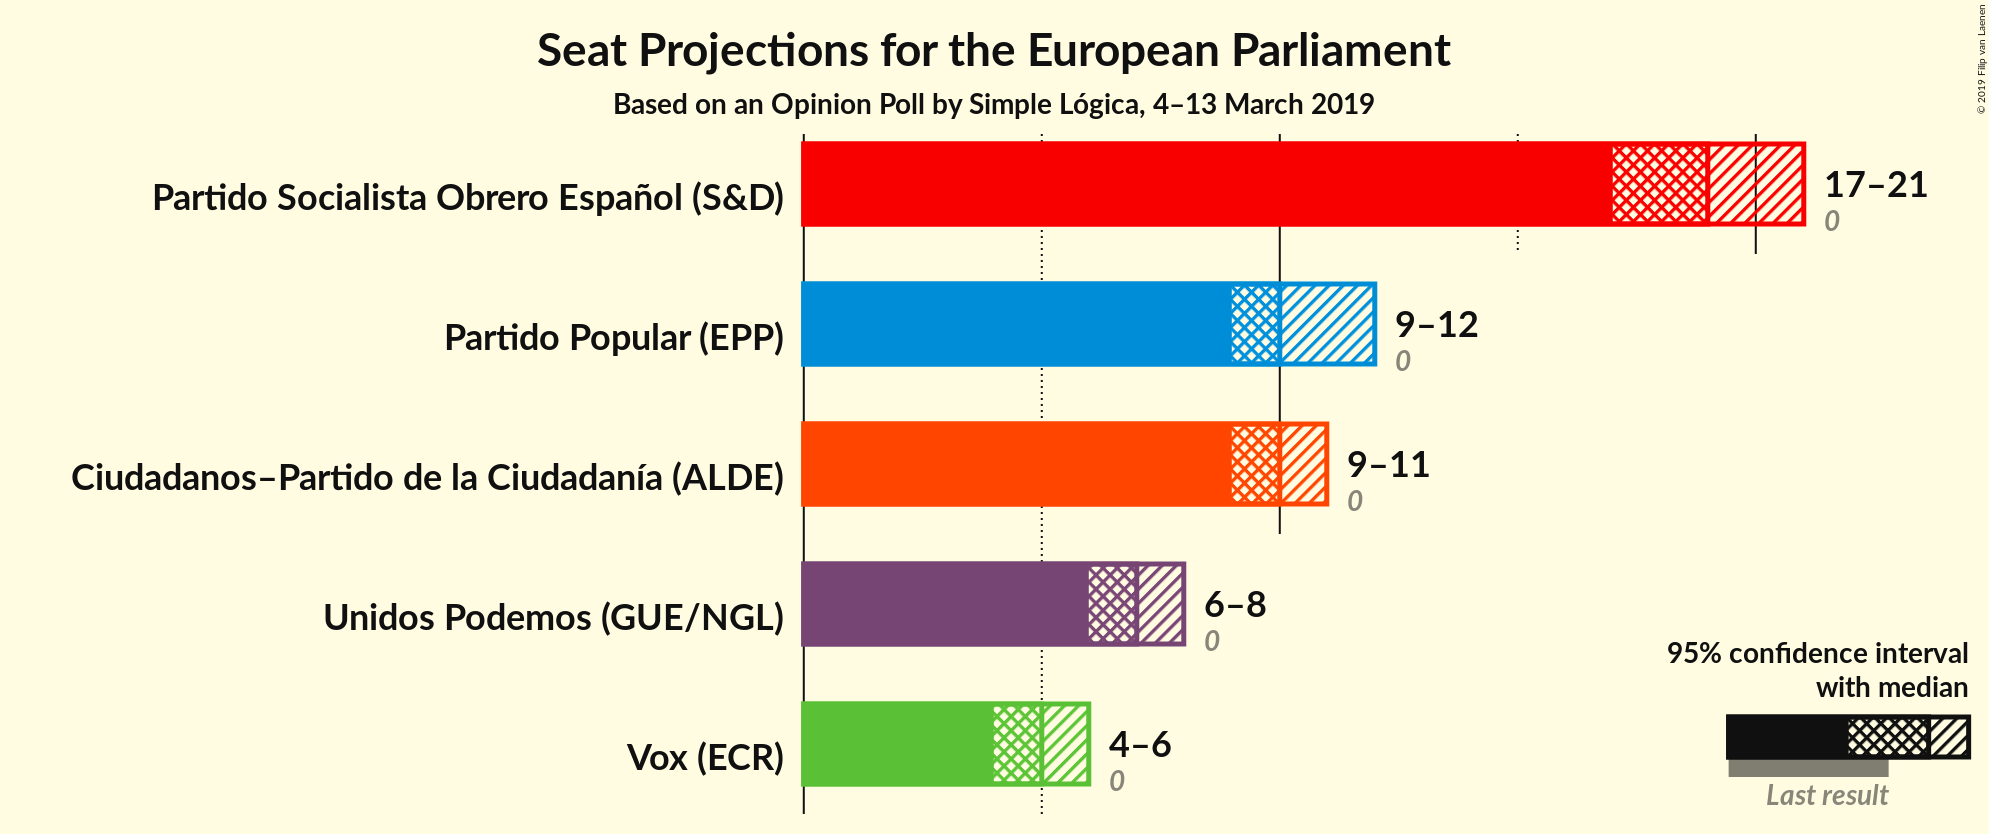 Seat Projections for the European Parliament
Based on an Opinion Poll by Simple Lógica, 4–13 March 2019
© 2019 Filip van Laenen
Partido Socialista Obrero Español (S&D)
17–21
0
Partido Popular (EPP)
9–12
0
Ciudadanos–Partido de la Ciudadanía (ALDE)
9–11
0
Unidos Podemos (GUE/NGL)
6–8
0
Vox (ECR)
4–6
0
95% confidence interval
with median
Last result